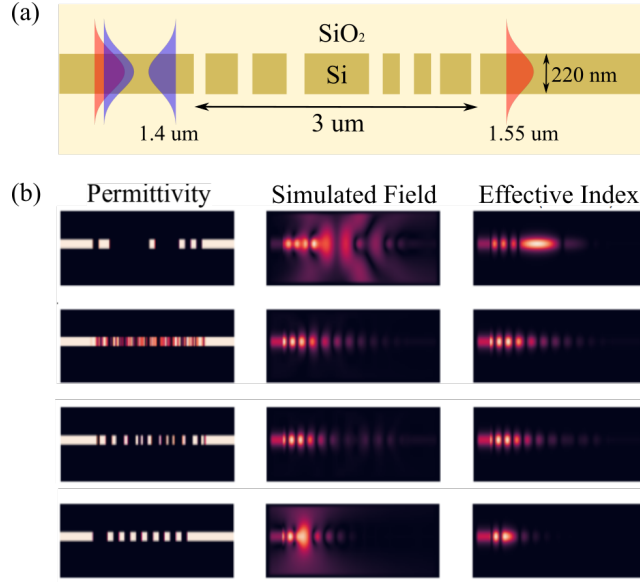 (a)
SiO₂
Si
220 nm
1.4 um
3 um
1.55 um
(b)
Permittivity
Simulated Field
Effective Index